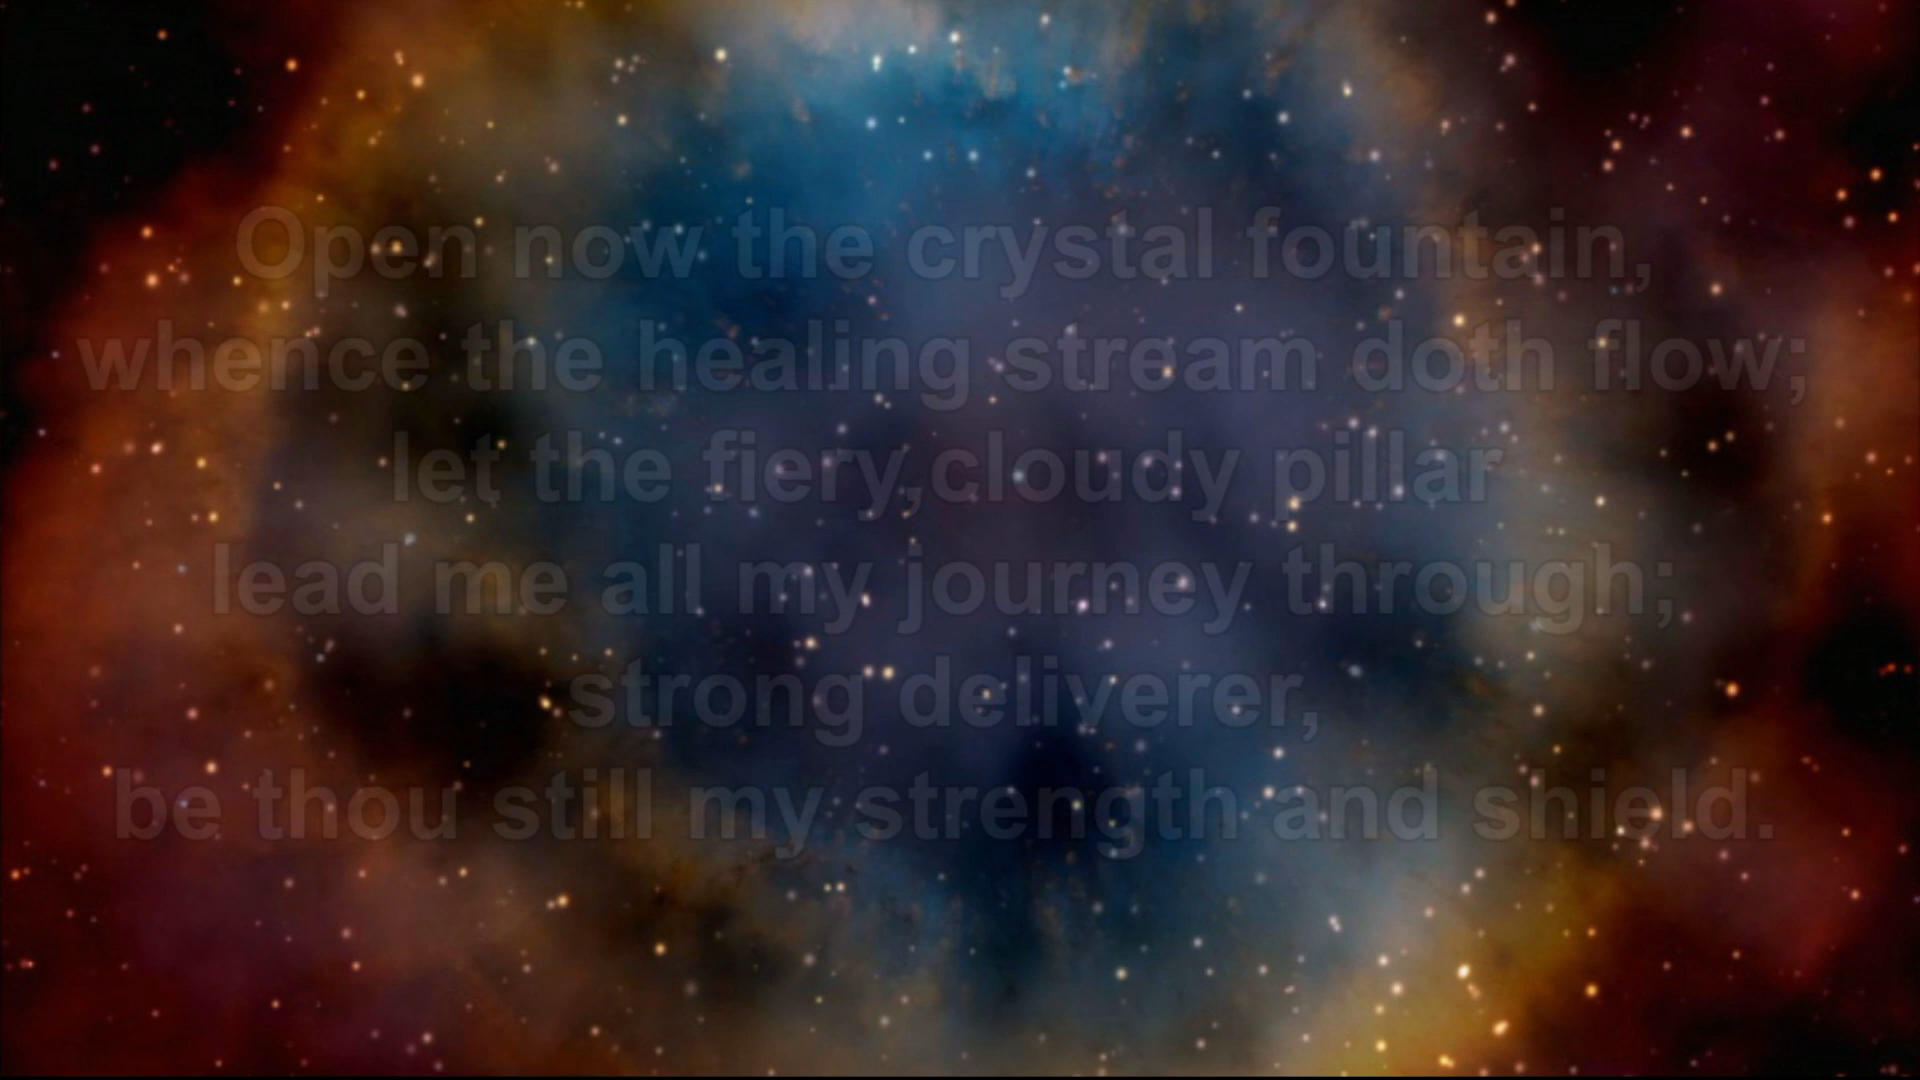 Open now the crystal fountain,
whence the healing stream doth flow;
let the fiery,cloudy pillar
lead me all my journey through;
strong deliverer,
be thou still my strength and shield.